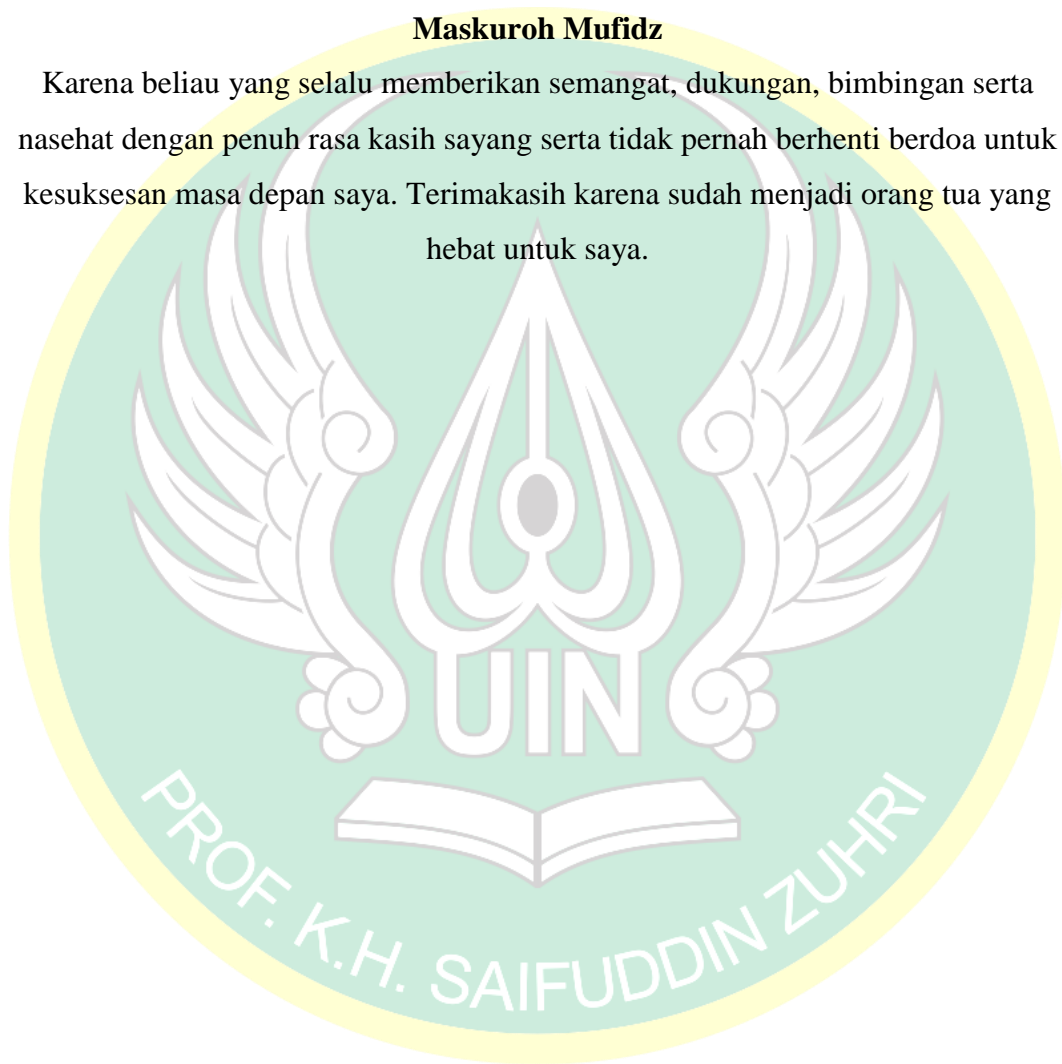 Maskuroh Mufidz
Karena beliau yang selalu memberikan semangat, dukungan, bimbingan serta
nasehat dengan penuh rasa kasih sayang serta tidak pernah berhenti berdoa untuk
kesuksesan masa depan saya. Terimakasih karena sudah menjadi orang tua yang
hebat untuk saya.
UIN
PROF. K.H. SAIFUDDIN ZUHRI